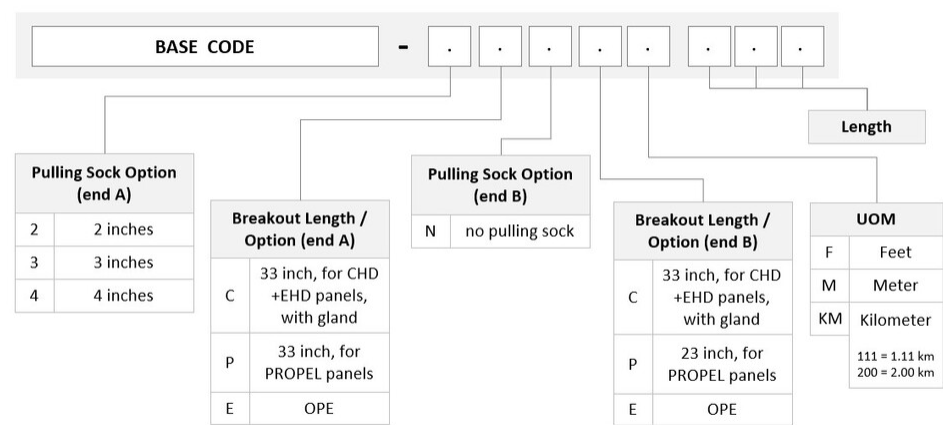 BASE CODE - . . . . . . . .
Length
Pulling Sock Option
(end A)
2 2 inches
3 3 inches
4 4 inches
Breakout Length /
Option (end A)
C 33 inch, for CHD
+EHD panels,
with gland
P 33 inch, for
PROPEL panels
E OPE
Pulling Sock Option
(end B)
N no pulling sock
Breakout Length /
Option (end B)
C 33 inch, for CHD
+EHD panels,
with gland
P 23 inch, for
PROPEL panels
E OPE
UOM
F Feet
M Meter
KM Kilometer
111 = 1.11 km
200 = 2.00 km